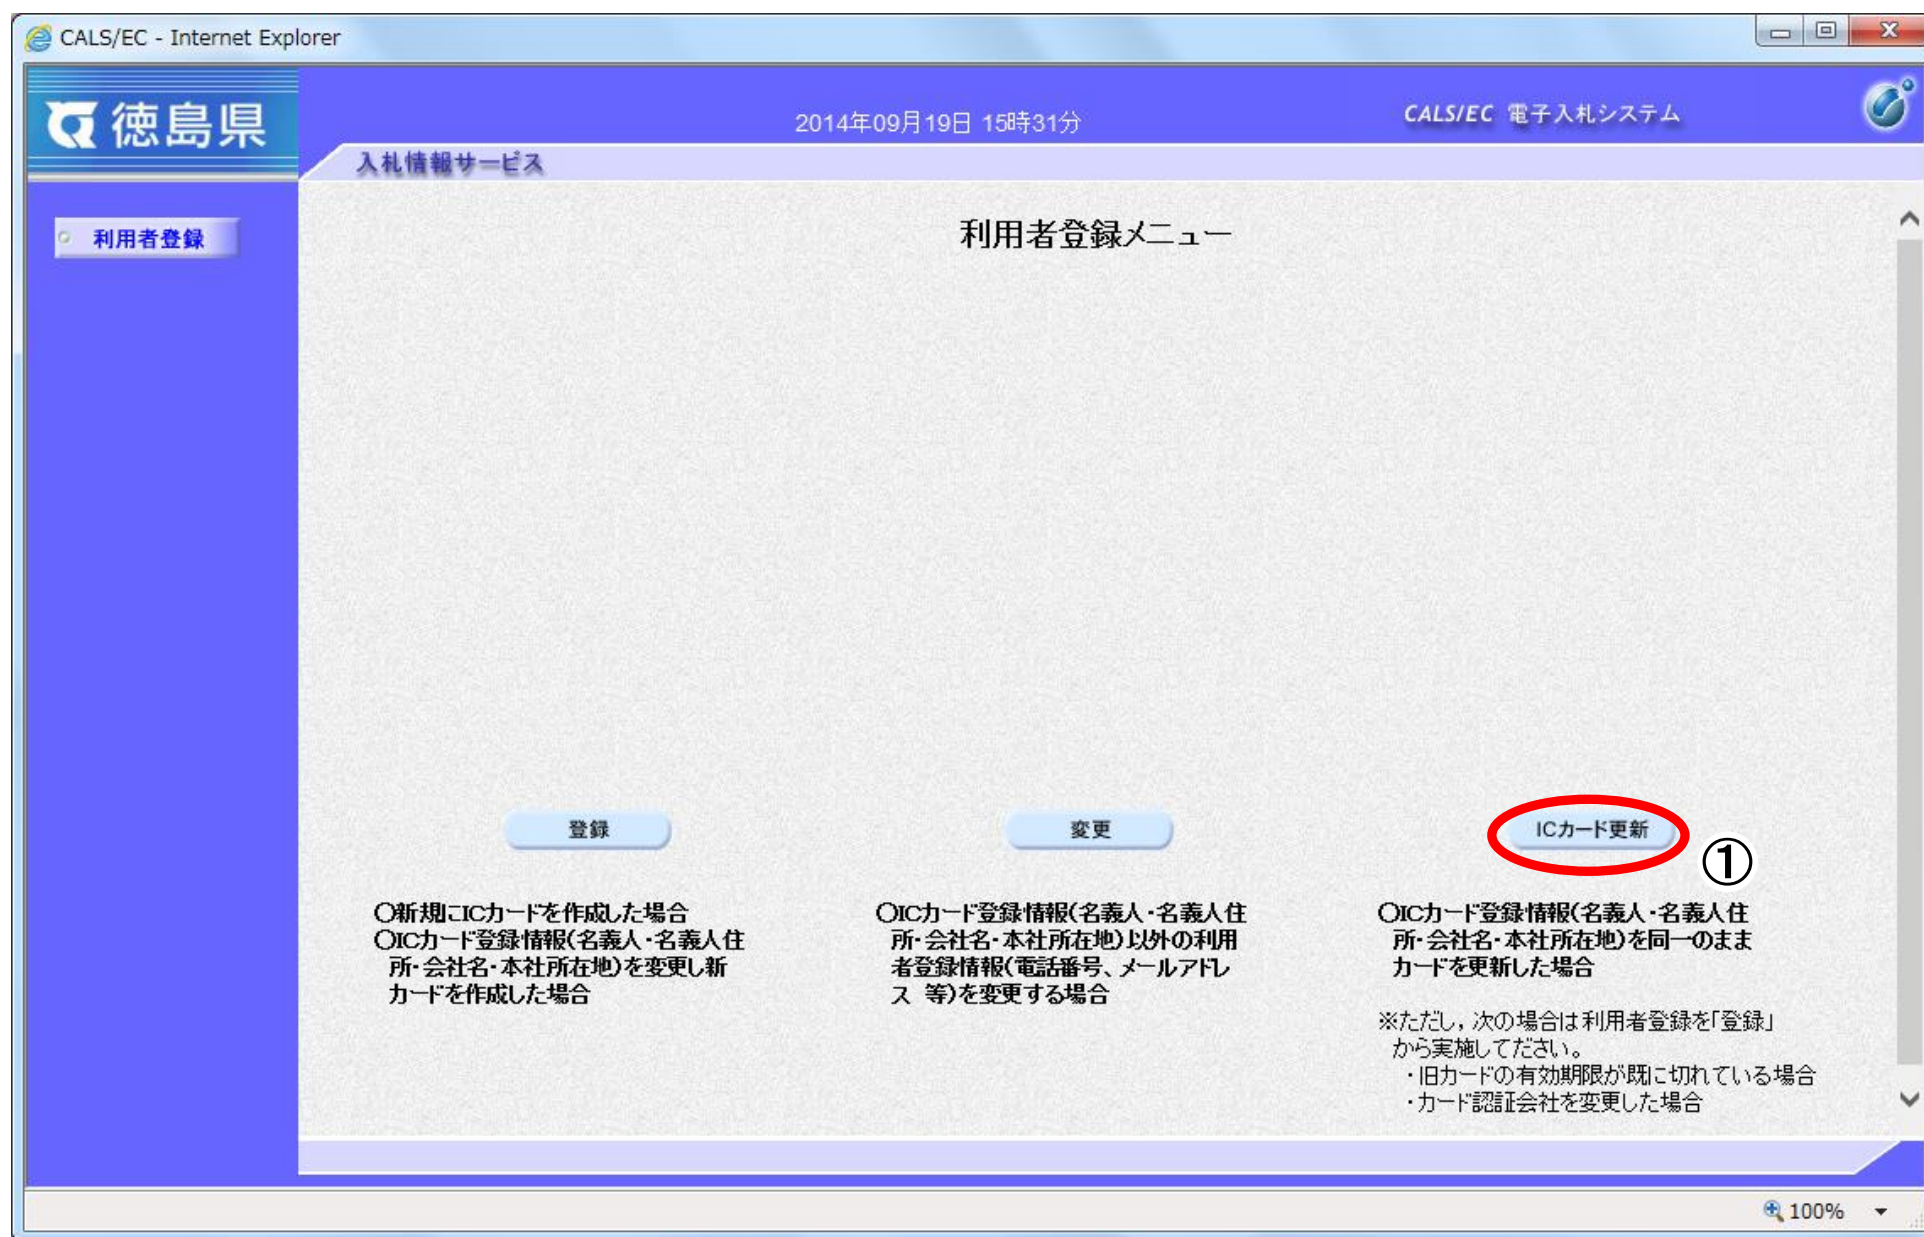 CALS/EC - Internet Explorer
徳島県
2014年09月19日 15時31分
CALS/EC 電子入札システム
入札情報サービス
利用者登録
利用者登録メニュー
登録
変更
ICカード更新
①
○新規にICカードを作成した場合
○ICカード登録情報(名義人・名義人住
所・会社名・本社所在地)を変更し新
カードを作成した場合
○ICカード登録情報(名義人・名義人住
所・会社名・本社所在地)以外の利用
者登録情報(電話番号、メールアドレ
ス 等)を変更する場合
○ICカード登録情報(名義人・名義人住
所・会社名・本社所在地)を同一のまま
カードを更新した場合
※ただし，次の場合は利用者登録を「登録」
から実施してださい。
・旧カードの有効期限が既に切れている場合
・カード認証会社を変更した場合
100%